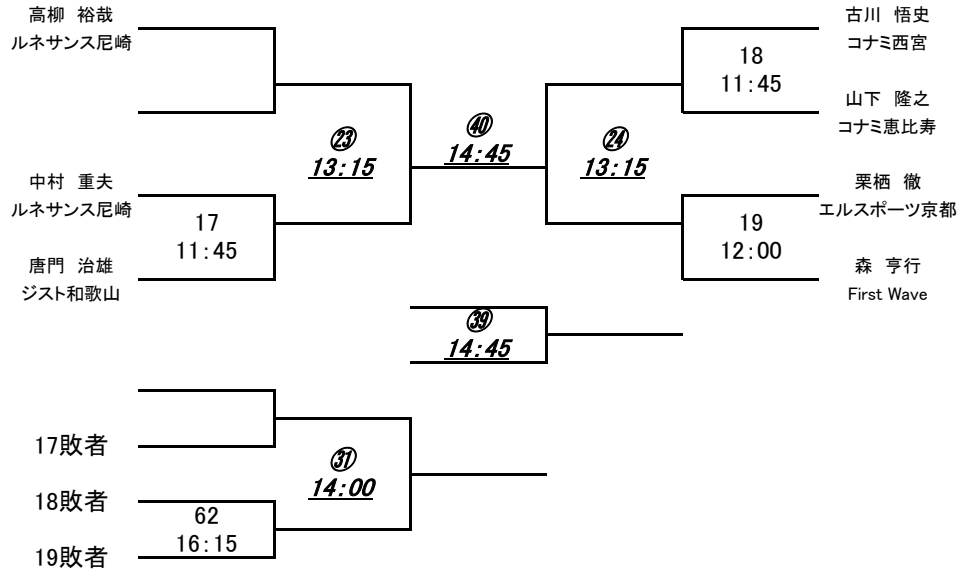 高柳　裕哉
ルネサンス尼崎
中村　重夫
ルネサンス尼崎
17
11:45
唐門　治雄
ジスト和歌山
㉓
13:15
㊵
14:45
㉔
13:15
古川　悟史
コナミ西宮
18
11:45
山下　隆之
コナミ恵比寿
栗栖　徹
エルスポーツ京都
19
12:00
森　亨行
First Wave
㊴
14:45
17敗者
㉛
14:00
18敗者
62
16:15
19敗者